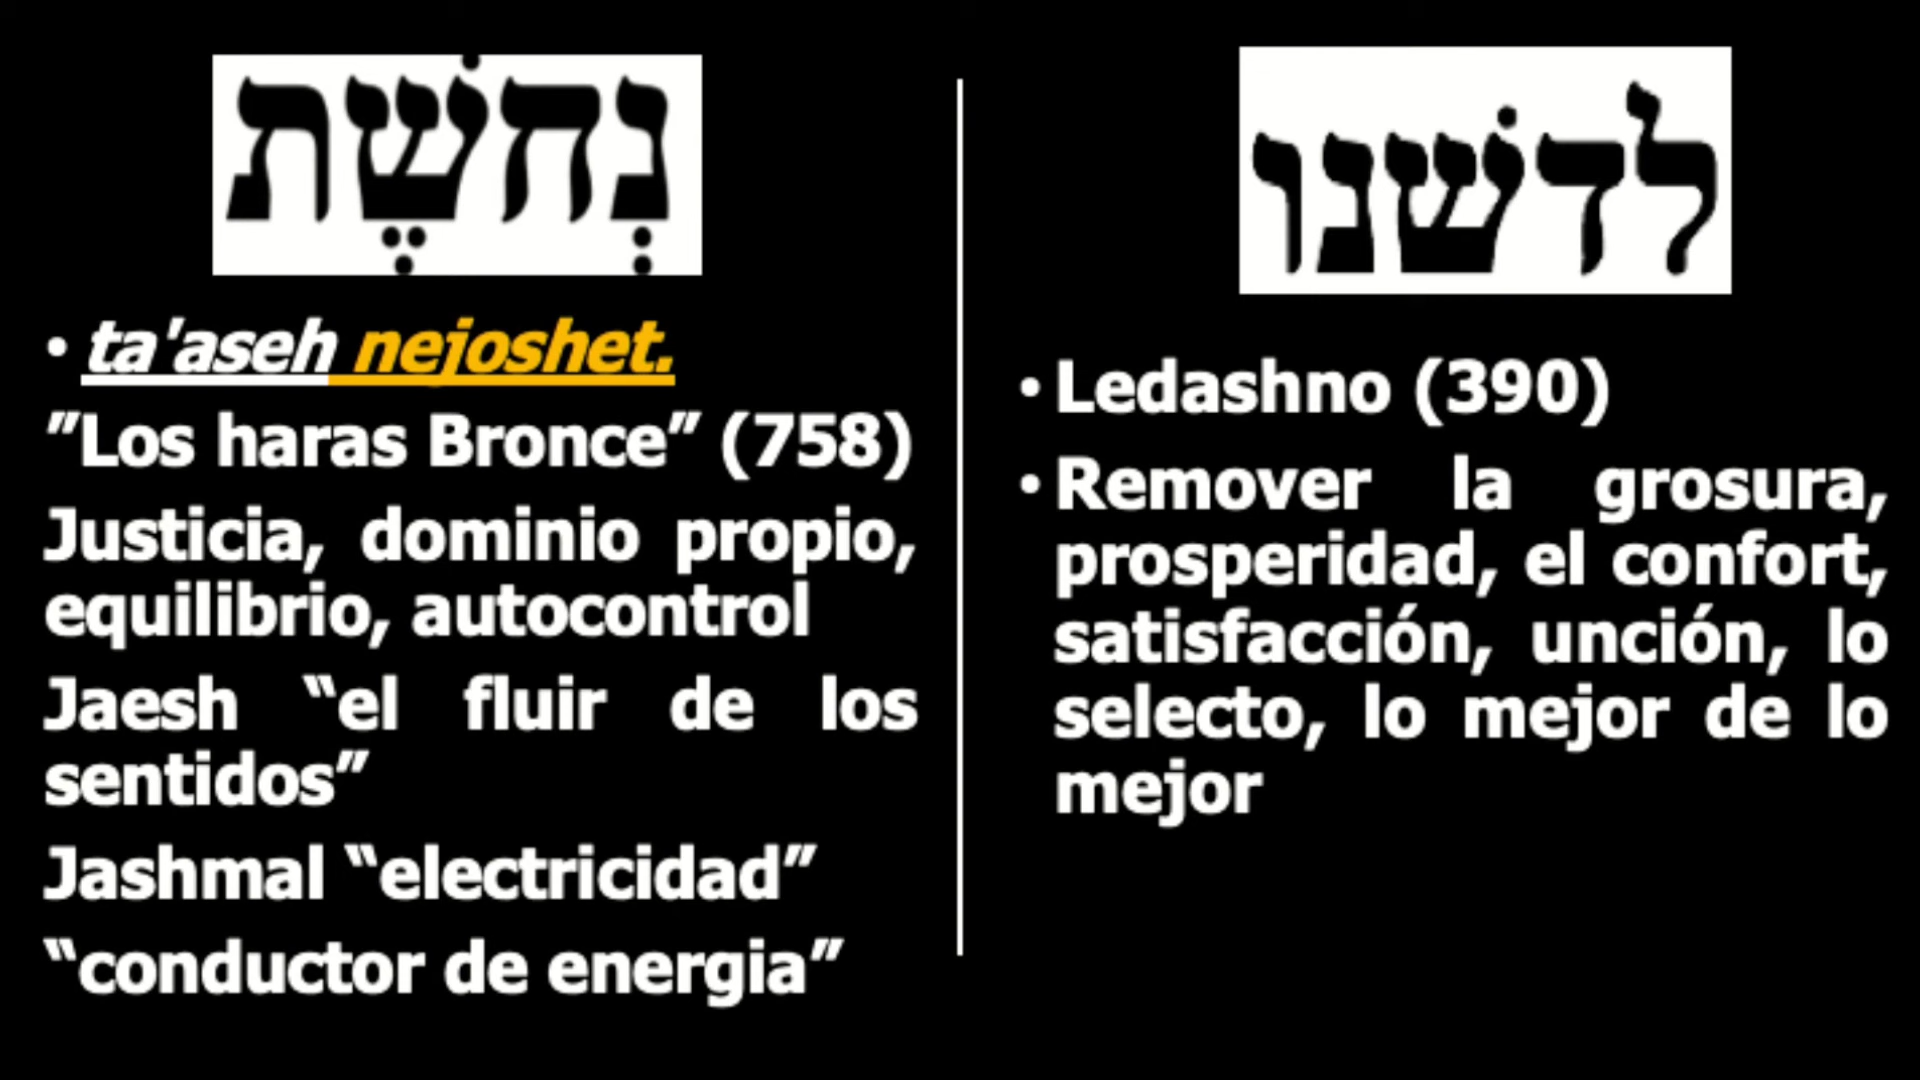 נְחֹשֶׁת
• ta'aseh nejoshet.
"Los haras Bronce" (758)
Justicia, dominio propio,
equilibrio, autocontrol
Jaesh “el fluir de los
sentidos”
Jashmal “electricidad”
“conductor de energia”
לדשׁנו
• Ledashno (390)
• Remover la grosura,
prosperidad, el confort,
satisfacción, unción, lo
selecto, lo mejor de lo
mejor